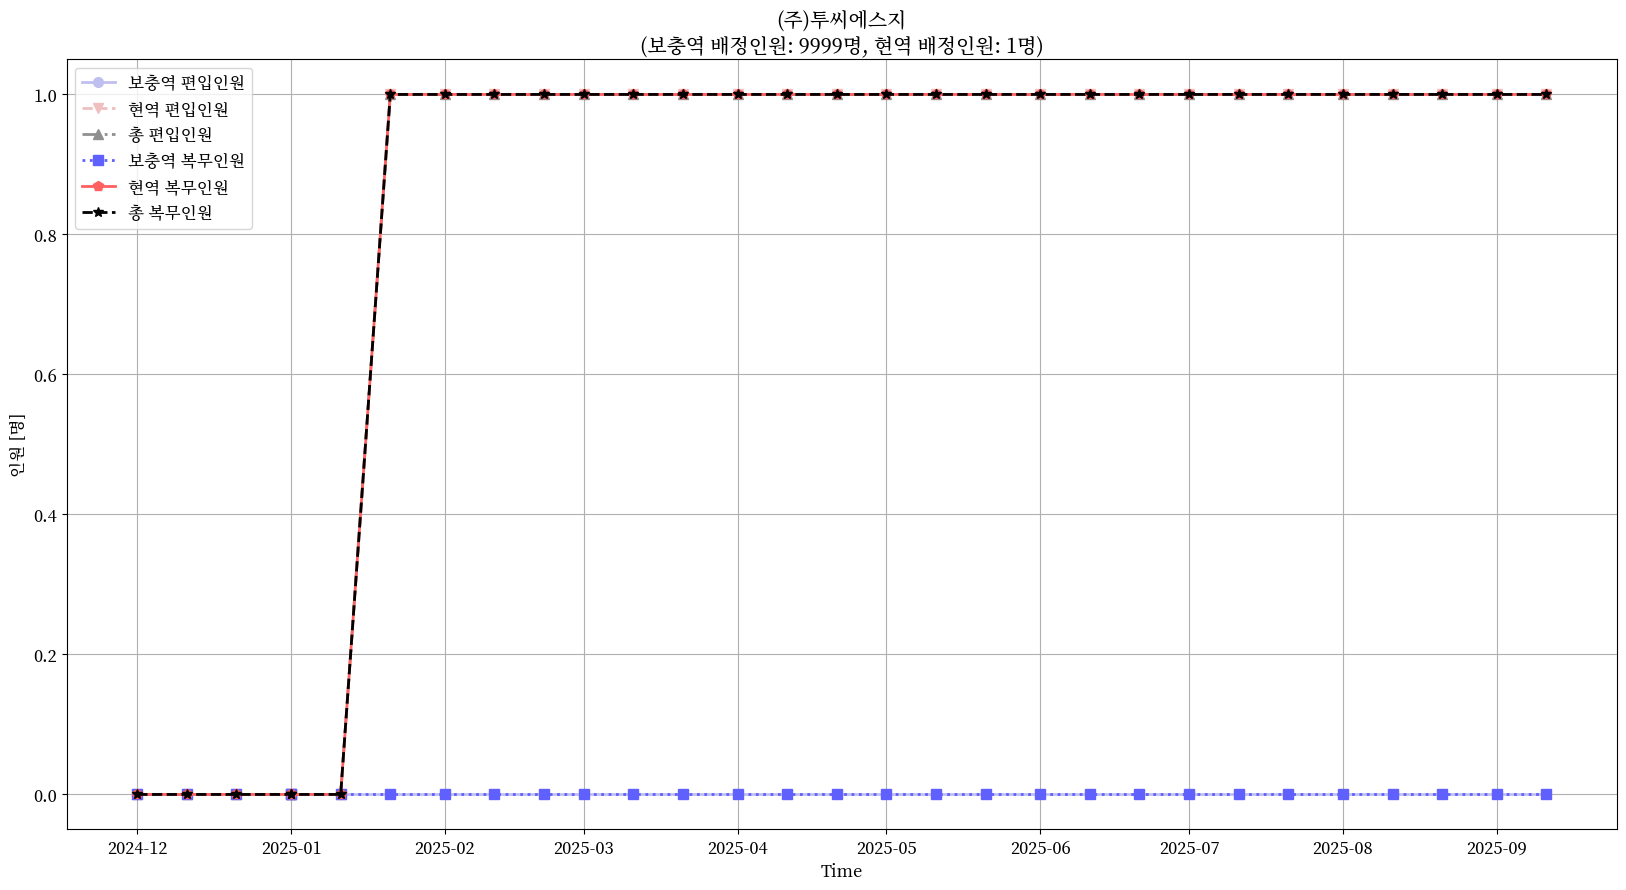 (주)투씨에스지
(보충역 배정인원: 9999명, 현역 배정인원: 1명)
보충역 편입인원
현역 편입인원
총 편입인원
보충역 복무인원
현역 복무인원
총 복무인원
1.0
0.8
0.6
0.4
0.2
0.0
인원 [명]
2024-12 2025-01 2025-02 2025-03 2025-04 2025-05 2025-06 2025-07 2025-08 2025-09
Time